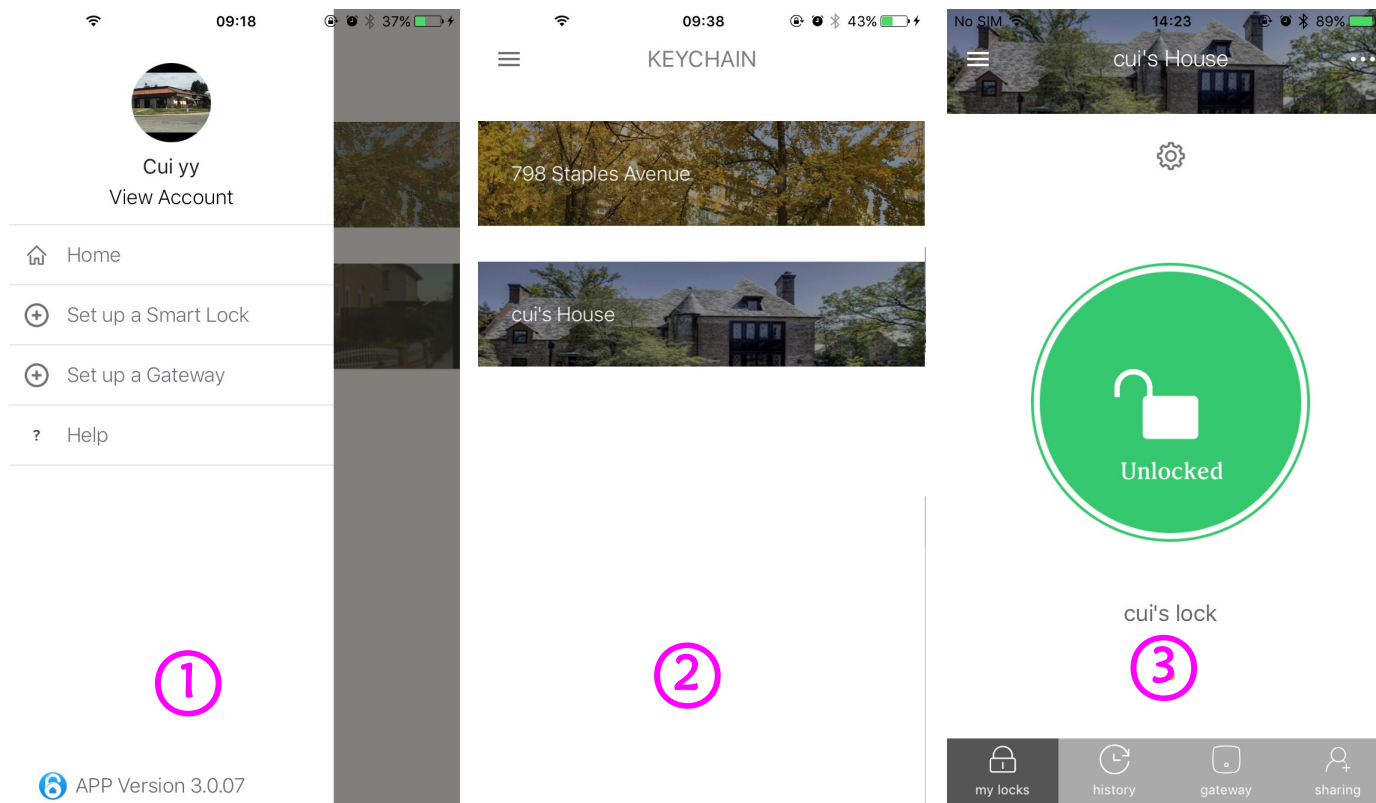 09:18 37%
Cui yy
View Account
Home
Set up a Smart Lock
Set up a Gateway
? Help
1
APP Version 3.0.07
09:38 43%
KEYCHAIN
798 Staples Avenue
cui's House
2
No SIM 14:23 89%
cui's House
Unlocked
cui's lock
3
my locks history gateway sharing